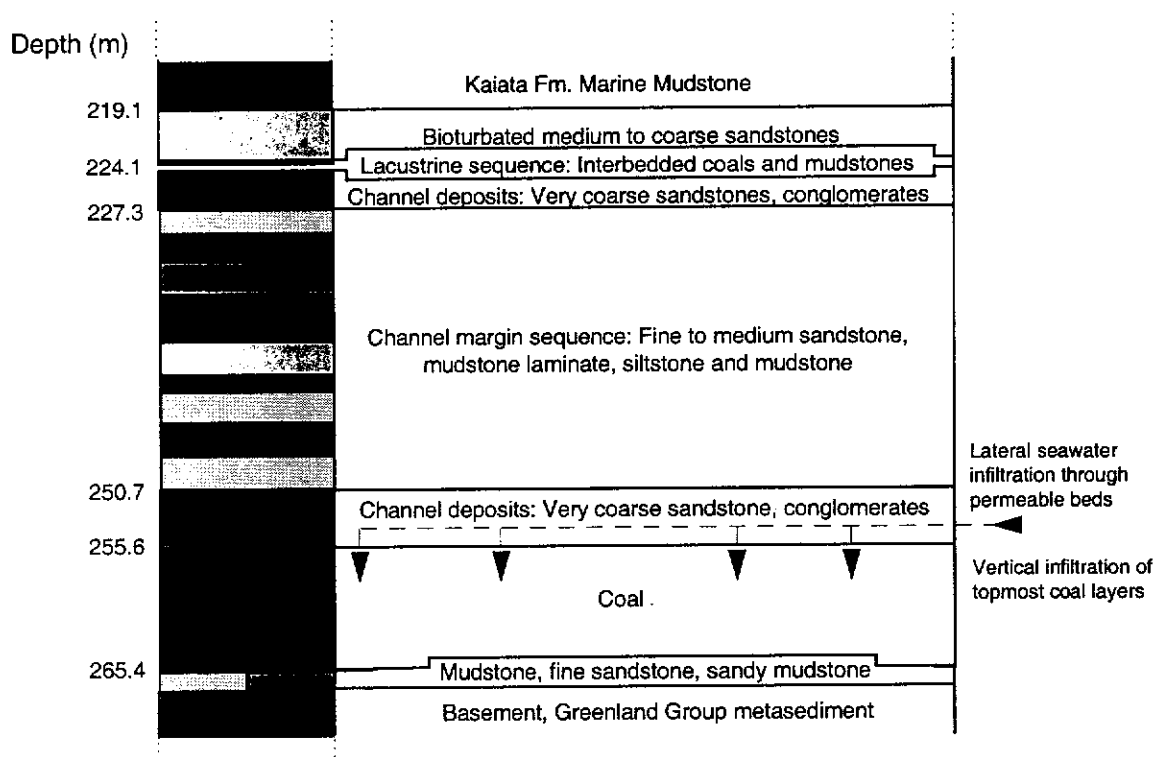 Depth (m)
Kaiata Fm. Marine Mudstone
219.1
Bioturbated medium to coarse sandstones
224.1
Lacustrine sequence: Interbedded coals and mudstones
Channel deposits: Very coarse sandstones, conglomerates
227.3
Channel margin sequence: Fine to medium sandstone,
mudstone laminate, siltstone and mudstone
250.7
Channel deposits: Very coarse sandstone, conglomerates
Lateral seawater
infiltration through
permeable beds
255.6
Vertical infiltration of
topmost coal layers
Coal
265.4
Mudstone, fine sandstone, sandy mudstone
Basement, Greenland Group metasediment